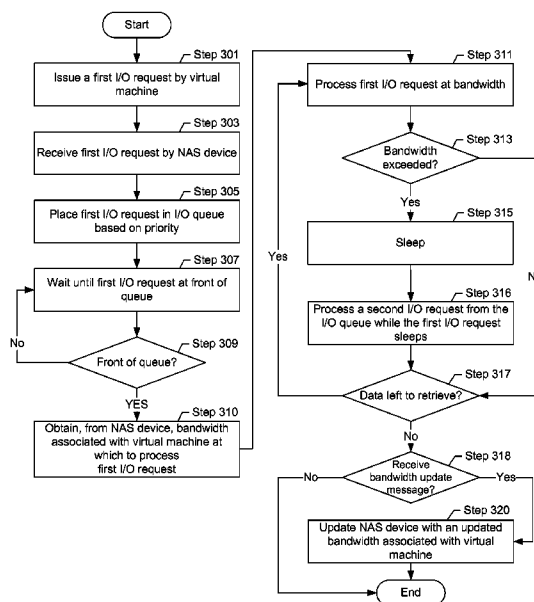 Start
Step 301
Issue a first I/O request by virtual
machine
Step 303
Receive first I/O request by NAS device
Step 305
Place first I/O request in I/O queue
based on priority
Step 307
Wait until first I/O request at front of
queue
No
Step 309
Front of queue?
YES
Step 310
Obtain, from NAS device, bandwidth
associated with virtual machine at
which to process
first I/O request
Step 311
Process first I/O request at bandwidth
Step 313
Bandwidth
exceeded?
Yes
Step 315
Sleep
Yes
Step 316
Process a second I/O request from the
I/O queue while the first I/O request
sleeps
Step 317
Data left to retrieve?
No
Step 318
Receive
bandwidth update
message?
No
Yes
Step 320
Update NAS device with an updated
bandwidth associated with virtual
machine
End